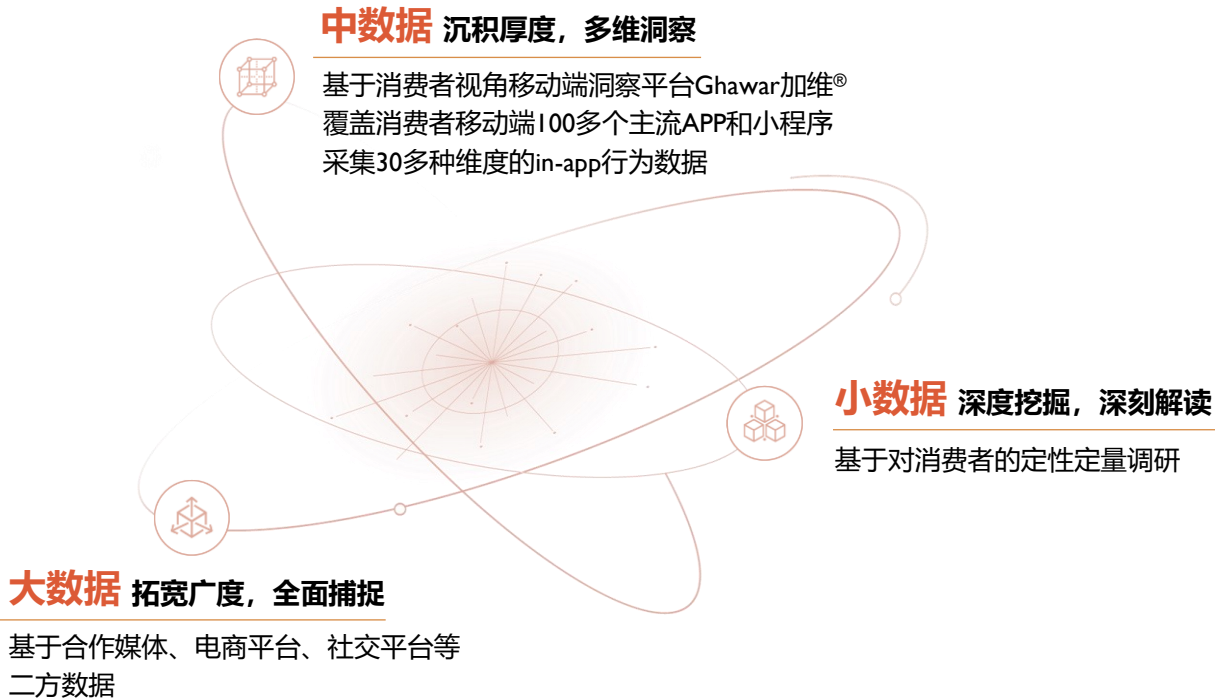 中数据 沉积厚度，多维洞察
基于消费者视角移动端洞察平台Ghawar加维®
覆盖消费者移动端100多个主流APP和小程序
采集30多种维度的in-app行为数据
小数据 深度挖掘，深刻解读
基于对消费者的定性定量调研
大数据 拓宽广度，全面捕捉
基于合作媒体、电商平台、社交平台等
二方数据